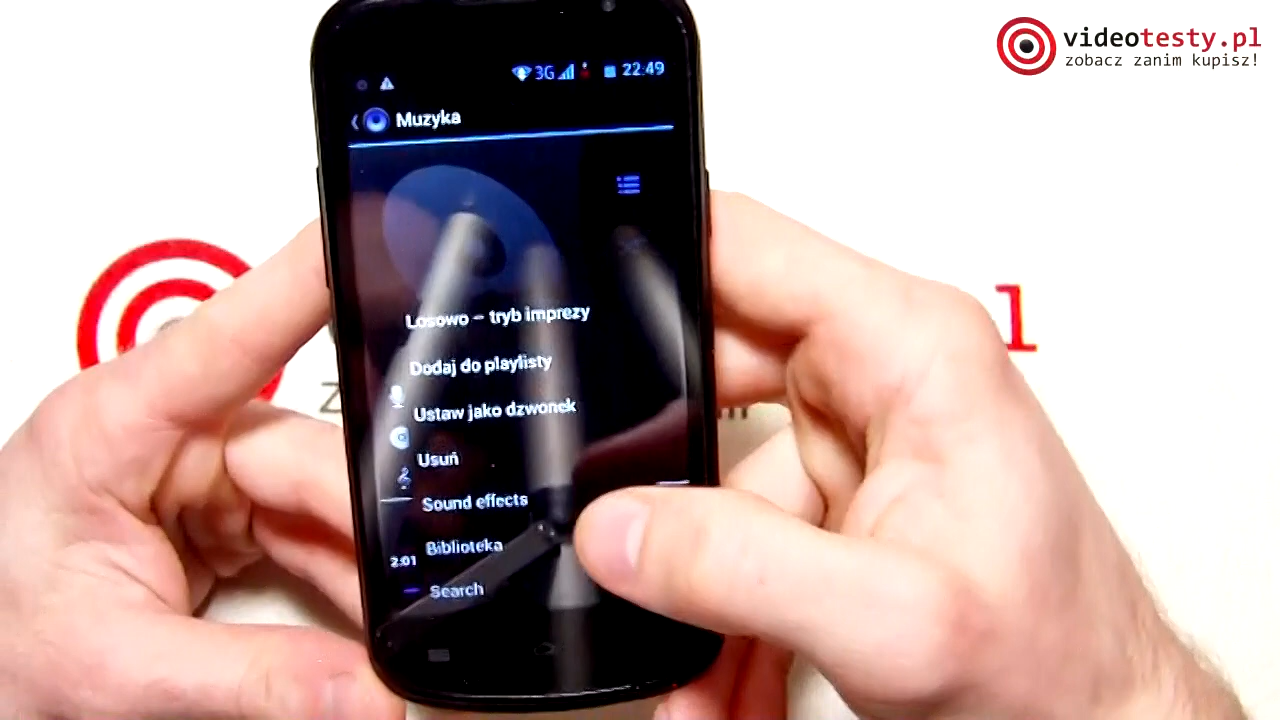 videotesty.pl
zobacz zanim kupisz!
3G 22:49
Muzyka
Losowo – tryb imprezy
Dodaj do playlisty
Ustaw jako dzwonek
Usuń
Sound effects
Biblioteka
2:01
Search
l